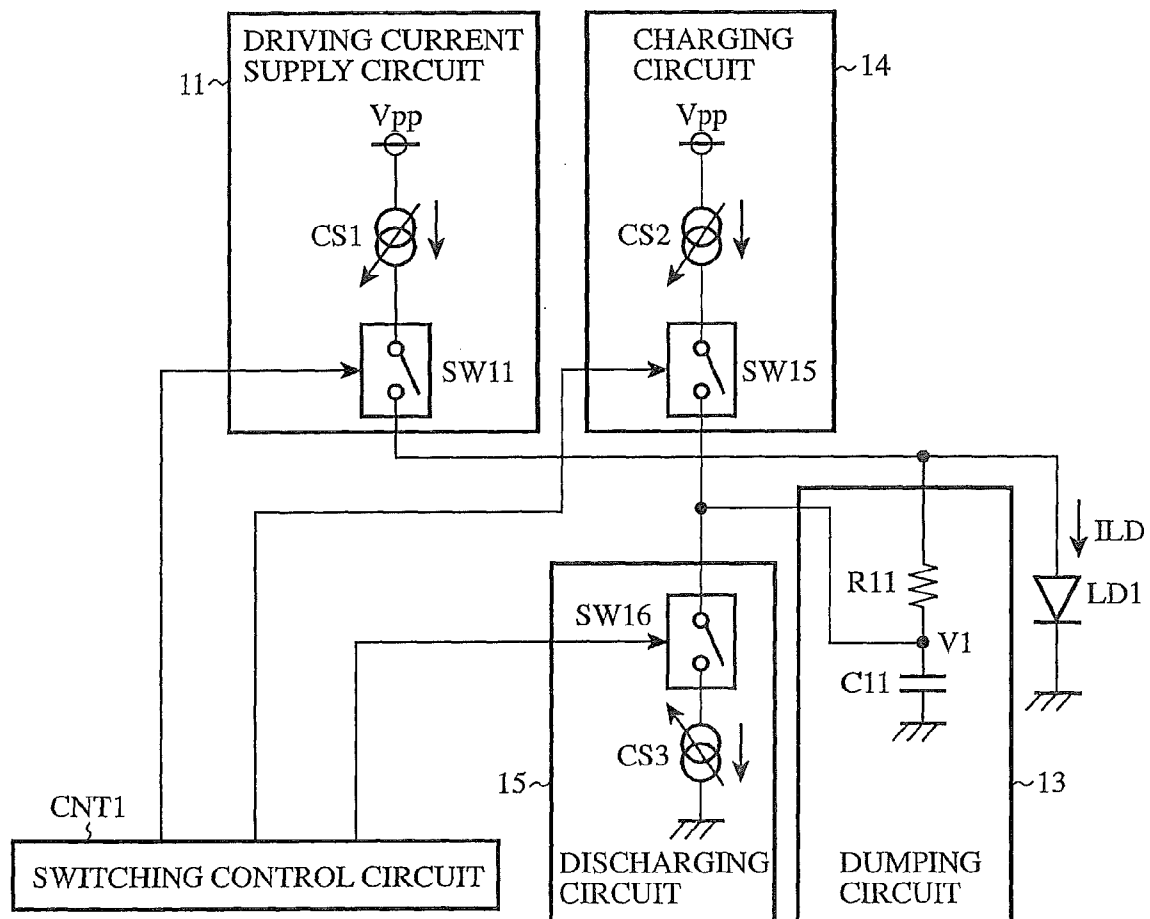 DRIVING CURRENT
SUPPLY CIRCUIT
11
Vpp
CS1
SW11
CHARGING
CIRCUIT
14
Vpp
CS2
SW15
ILD
LD1
R11
V1
C11
13
DUMPING
CIRCUIT
SW16
CS3
15
DISCHARGING
CIRCUIT
CNT1
SWITCHING CONTROL CIRCUIT